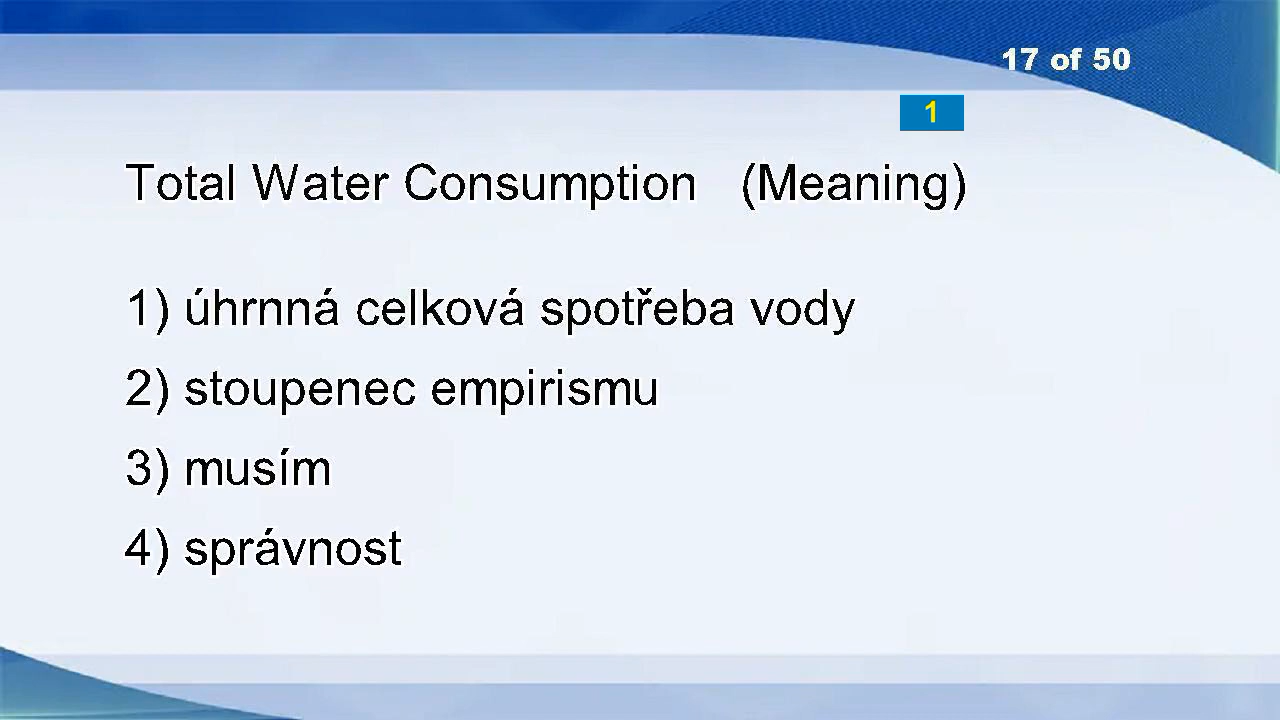 17 of 50
1
Total Water Consumption (Meaning)
1) úhrnná celková spotřeba vody
2) stoupenec empirismu
3) musím
4) správnost